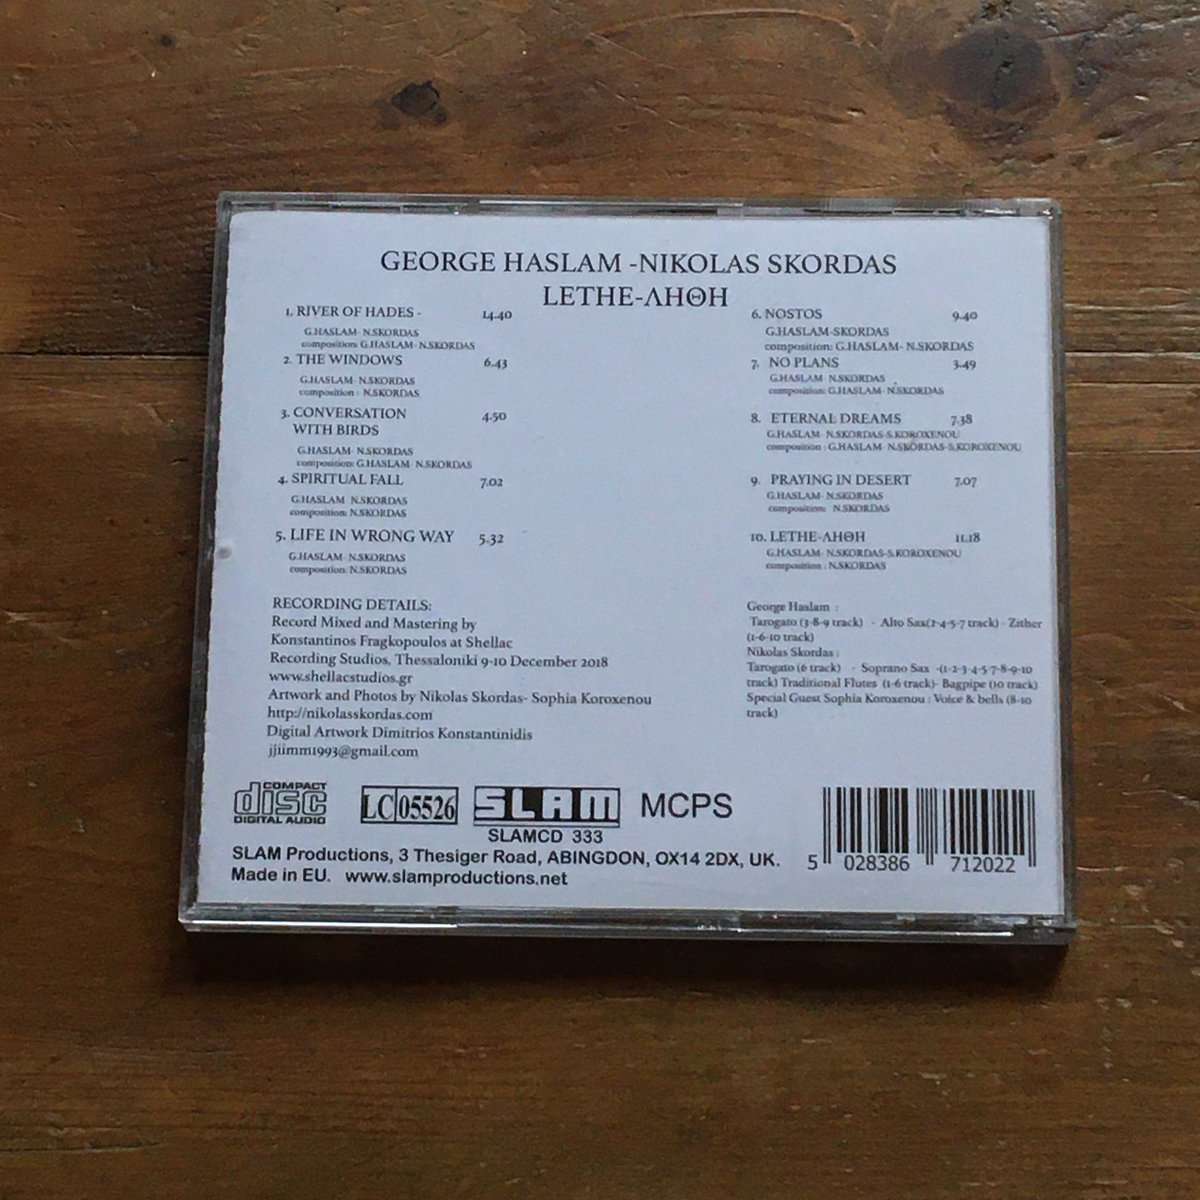 GEORGE HASLAM -NIKOLAS SKORDAS
LETHE-ΛΗΘΗ
1. RIVER OF HADES - 14.40
G.HASLAM- N.SKORDAS
composition: G.HASLAM- N.SKORDAS
2. THE WINDOWS 6.43
G.HASLAM- N.SKORDAS
composition : N.SKORDAS
3. CONVERSATION 4.50
WITH BIRDS
G.HASLAM- N.SKORDAS
composition: G.HASLAM- N.SKORDAS
4. SPIRITUAL FALL 7.02
G.HASLAM- N.SKORDAS
composition: N.SKORDAS
5. LIFE IN WRONG WAY 5.32
G.HASLAM- N.SKORDAS
composition: N.SKORDAS
6. NOSTOS 9.40
G.HASLAM-SKORDAS
composition: G.HASLAM- N.SKORDAS
7. NO PLANS 3.49
G.HASLAM- N.SKORDAS
composition: G.HASLAM- N.SKORDAS
8. ETERNAL DREAMS 7.38
G.HASLAM- N.SKORDAS-S.KOROXENOU
composition : G.HASLAM- N.SKORDAS-S.KOROXENOU
9. PRAYING IN DESERT 7.07
G.HASLAM- N.SKORDAS
composition: N.SKORDAS
10. LETHE-ΛΗΘΗ 11.18
G.HASLAM- N.SKORDAS-S.KOROXENOU
composition : N.SKORDAS
RECORDING DETAILS:
Record Mixed and Mastering by
Konstantinos Fragkopoulos at Shellac
Recording Studios, Thessaloniki 9-10 December 2018
www.shellacstudios.gr
Artwork and Photos by Nikolas Skordas- Sophia Koroxenou
http://nikolasskordas.com
Digital Artwork Dimitrios Konstantinidis
jjiimm1993@gmail.com
George Haslam :
Tarogato (3-8-9 track) - Alto Sax(2-4-5-7 track) - Zither
(1-6-10 track)
Nikolas Skordas :
Tarogato (6 track) - Soprano Sax -(1-2-3-4-5-7-8-9-10
track) Traditional Flutes (1-6 track)- Bagpipe (10 track)
Special Guest Sophia Koroxenou : Voice & bells (8-10
track)
COMPACT
disc
DIGITAL AUDIO
LC 05526
SLAM
MCPS
SLAMCD 333
SLAM Productions, 3 Thesiger Road, ABINGDON, OX14 2DX, UK.
Made in EU. www.slamproductions.net
5 028386 712022